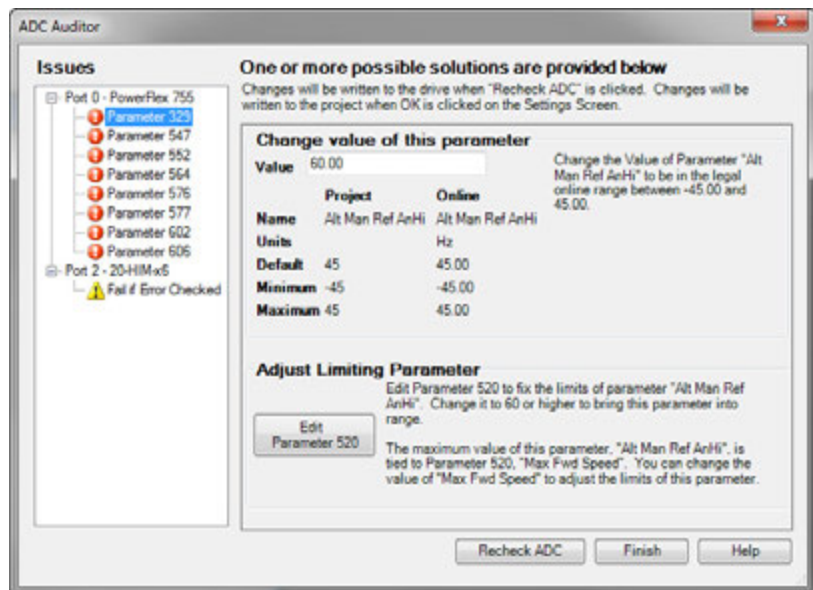 ADC Auditor
Issues
Port 0 - PowerFlex 755
Parameter 329
Parameter 547
Parameter 552
Parameter 564
Parameter 576
Parameter 577
Parameter 602
Parameter 606
Port 2 - 20-HIM-x6
Fail if Error Checked
One or more possible solutions are provided below
Changes will be written to the drive when "Recheck ADC" is clicked. Changes will be
written to the project when OK is clicked on the Settings Screen.
Change value of this parameter
Value 60.00
Change the Value of Parameter "Alt
Man Ref AnHi" to be in the legal
online range between -45.00 and
45.00.
Project Online
Name Alt Man Ref AnHi Alt Man Ref AnHi
Units Hz
Default 45 45.00
Minimum -45 -45.00
Maximum 45 45.00
Adjust Limiting Parameter
Edit
Parameter 520
Edit Parameter 520 to fix the limits of parameter "Alt Man Ref
AnHi". Change it to 60 or higher to bring this parameter into
range.
The maximum value of this parameter, "Alt Man Ref AnHi", is
tied to Parameter 520, "Max Fwd Speed". You can change the
value of "Max Fwd Speed" to adjust the limits of this parameter.
Recheck ADC Finish Help